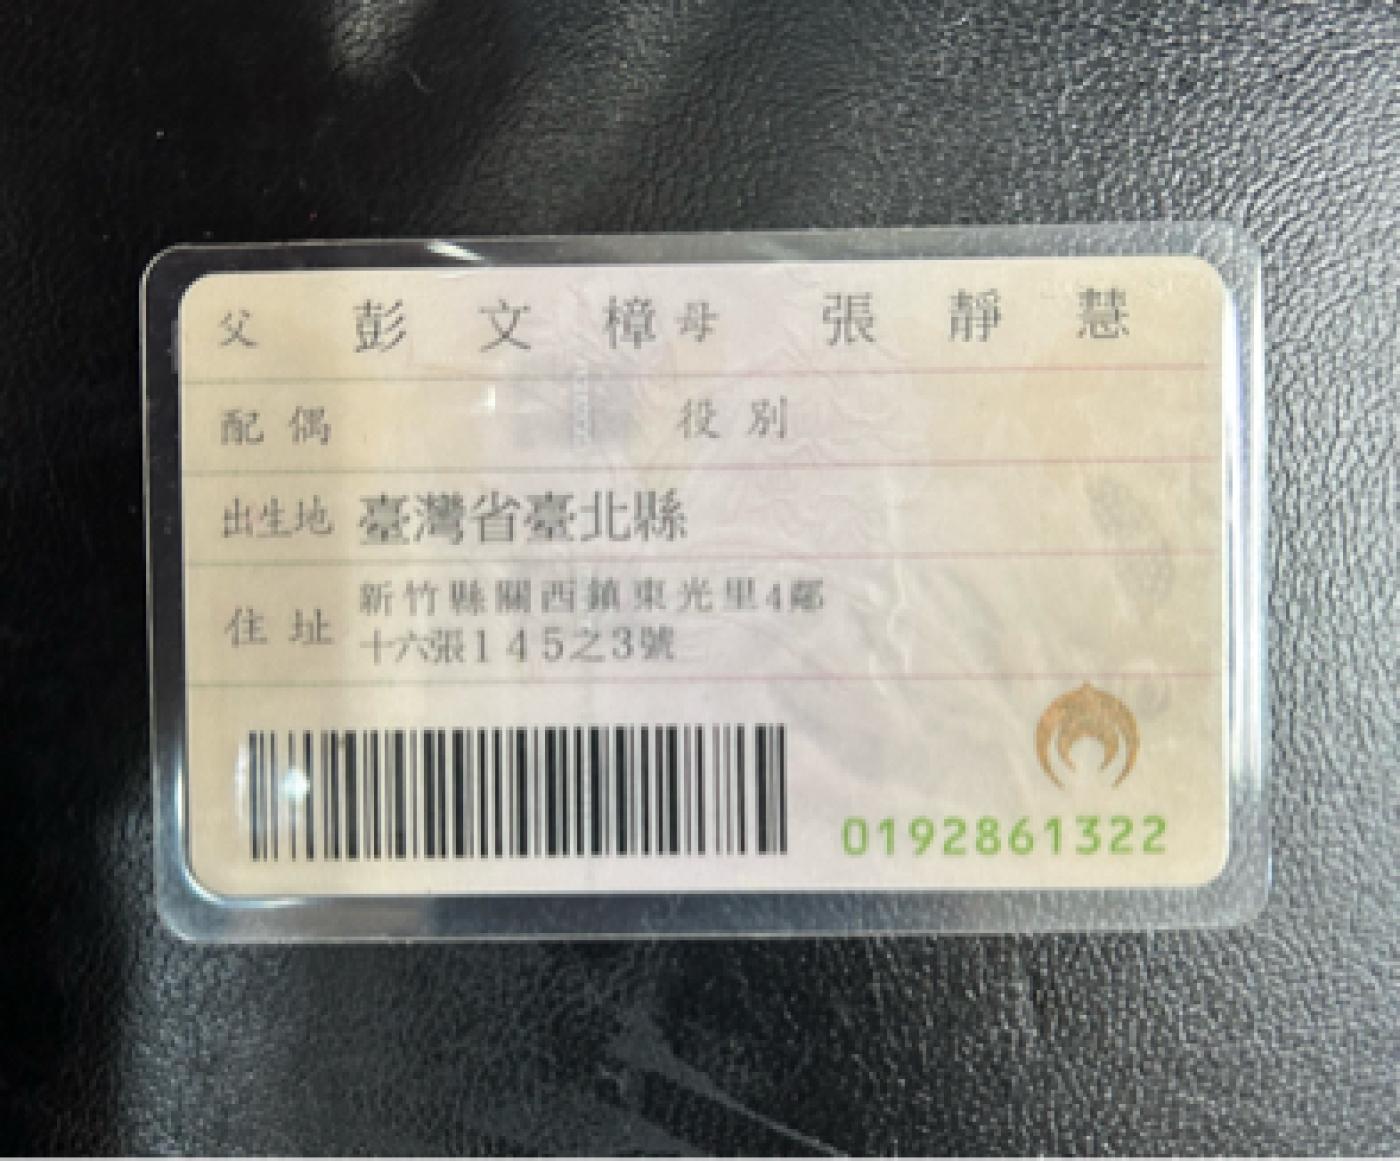 父 彭文樟 母 張靜慧
配偶 役別
出生地 臺灣省臺北縣
住址 新竹縣關西鎮東光里4鄰
十六張145之3號
0192861322